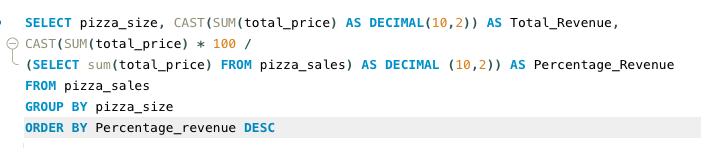 SELECT pizza_size, CAST(SUM(total_price) AS DECIMAL(10,2)) AS Total_Revenue,
CAST(SUM(total_price) * 100 /
(SELECT sum(total_price) FROM pizza_sales) AS DECIMAL (10,2)) AS Percentage_Revenue
FROM pizza_sales
GROUP BY pizza_size
ORDER BY Percentage_revenue DESC